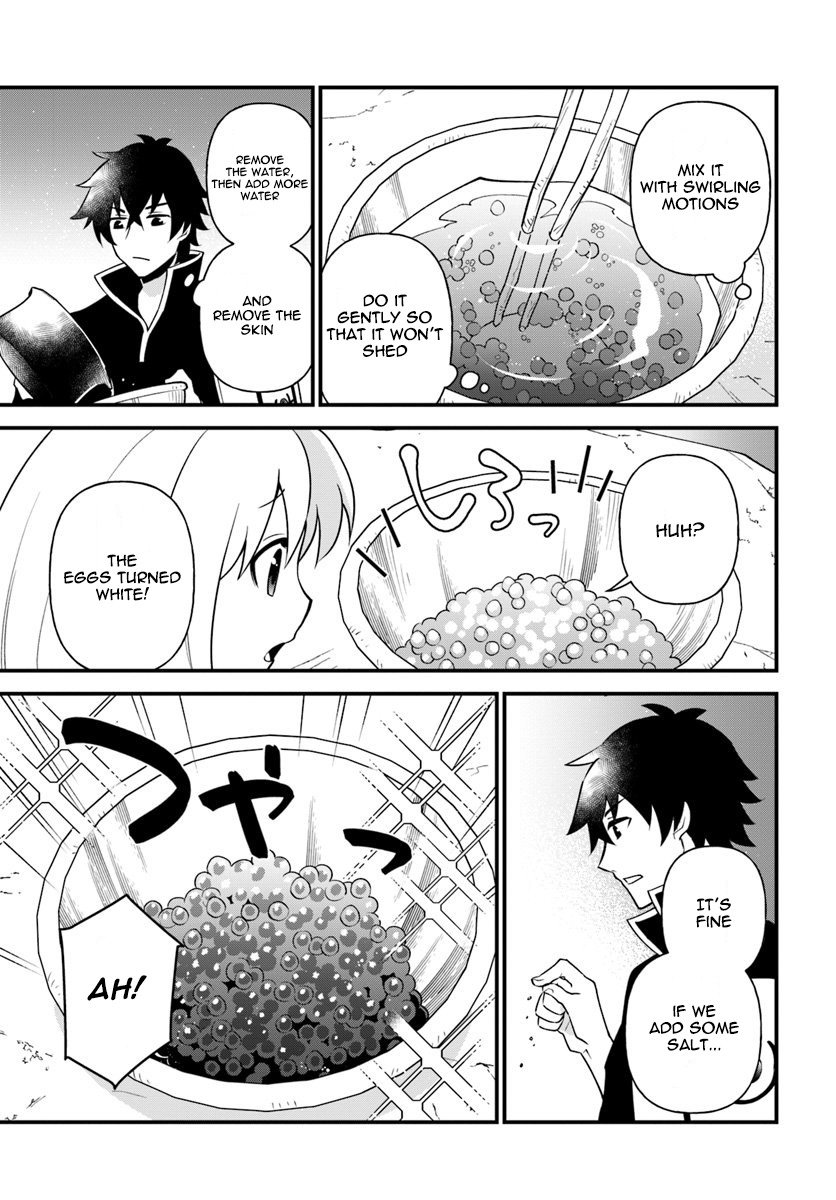 MIX IT
WITH SWIRLING
MOTIONS
DO IT
GENTLY SO
THAT IT WON'T
SHED
REMOVE
THE WATER,
THEN ADD MORE
WATER
AND
REMOVE THE
SKIN
HUH?
しろっ
THE
EGGS TURNED
WHITE!
IT'S
FINE
IF WE
ADD SOME
SALT...
つやっ
AH!